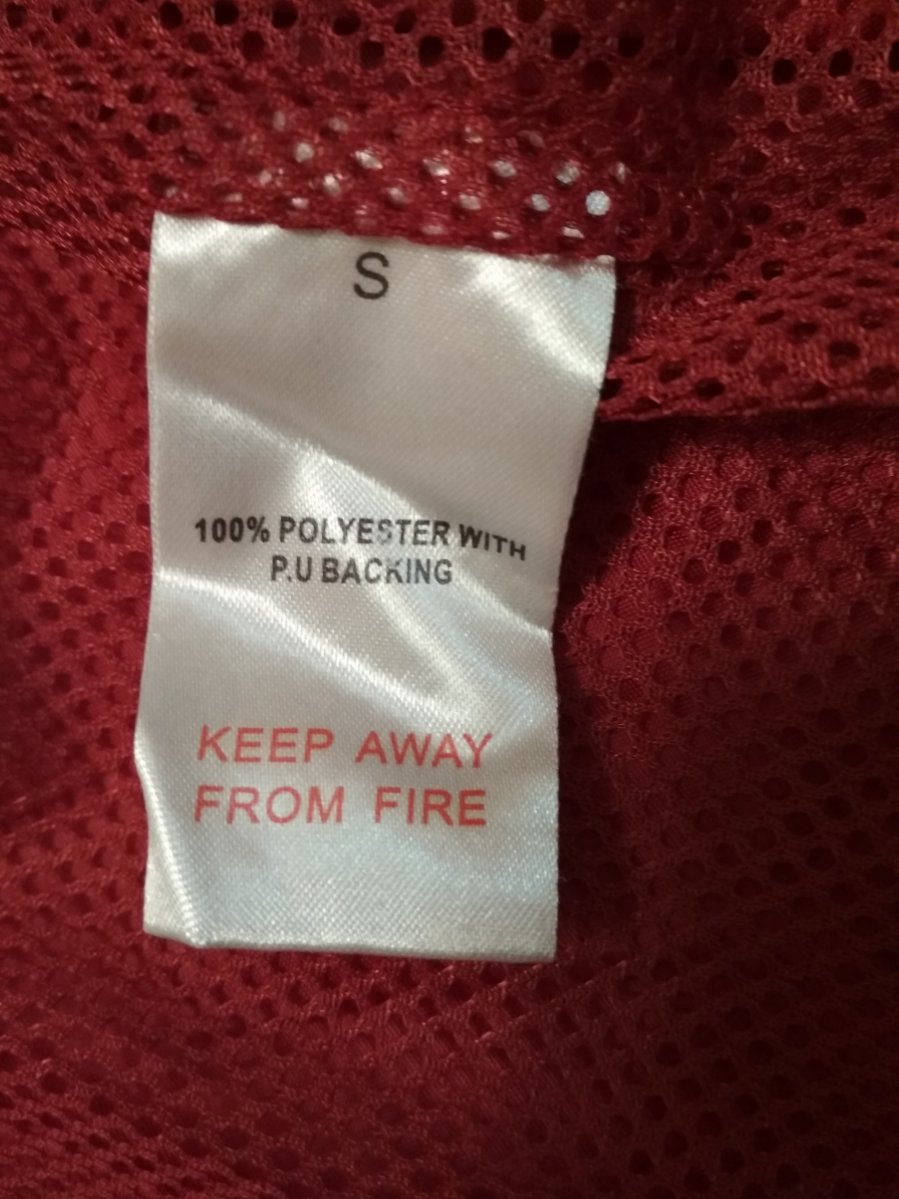 S
100% POLYESTER WITH
P.U BACKING
KEEP AWAY
FROM FIRE